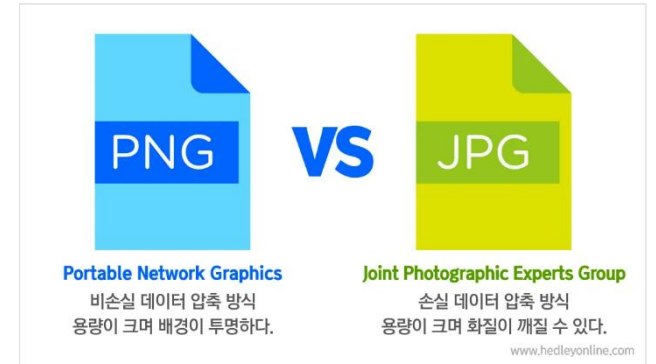 PNG
VS
JPG
Portable Network Graphics
비손실 데이터 압축 방식
용량이 크며 배경이 투명하다.
Joint Photographic Experts Group
손실 데이터 압축 방식
용량이 크며 화질이 깨질 수 있다.
www.hedleyonline.com